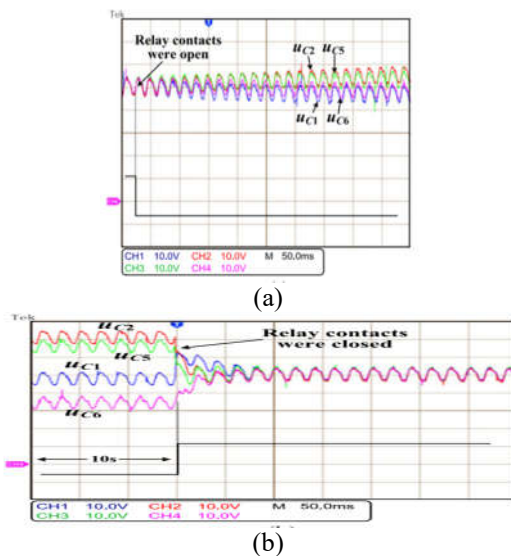 Tek
Relay contacts
were open
uC2 uC5
uC1 uC6
CH1 10.0V CH2 10.0V M 50.0ms
CH3 10.0V CH4 10.0V
(a)
Tek
uC2
Relay contacts
were closed
uC5
uC1
uC6
10s
CH1 10.0V CH2 10.0V M 50.0ms
CH3 10.0V CH4 10.0V
(b)